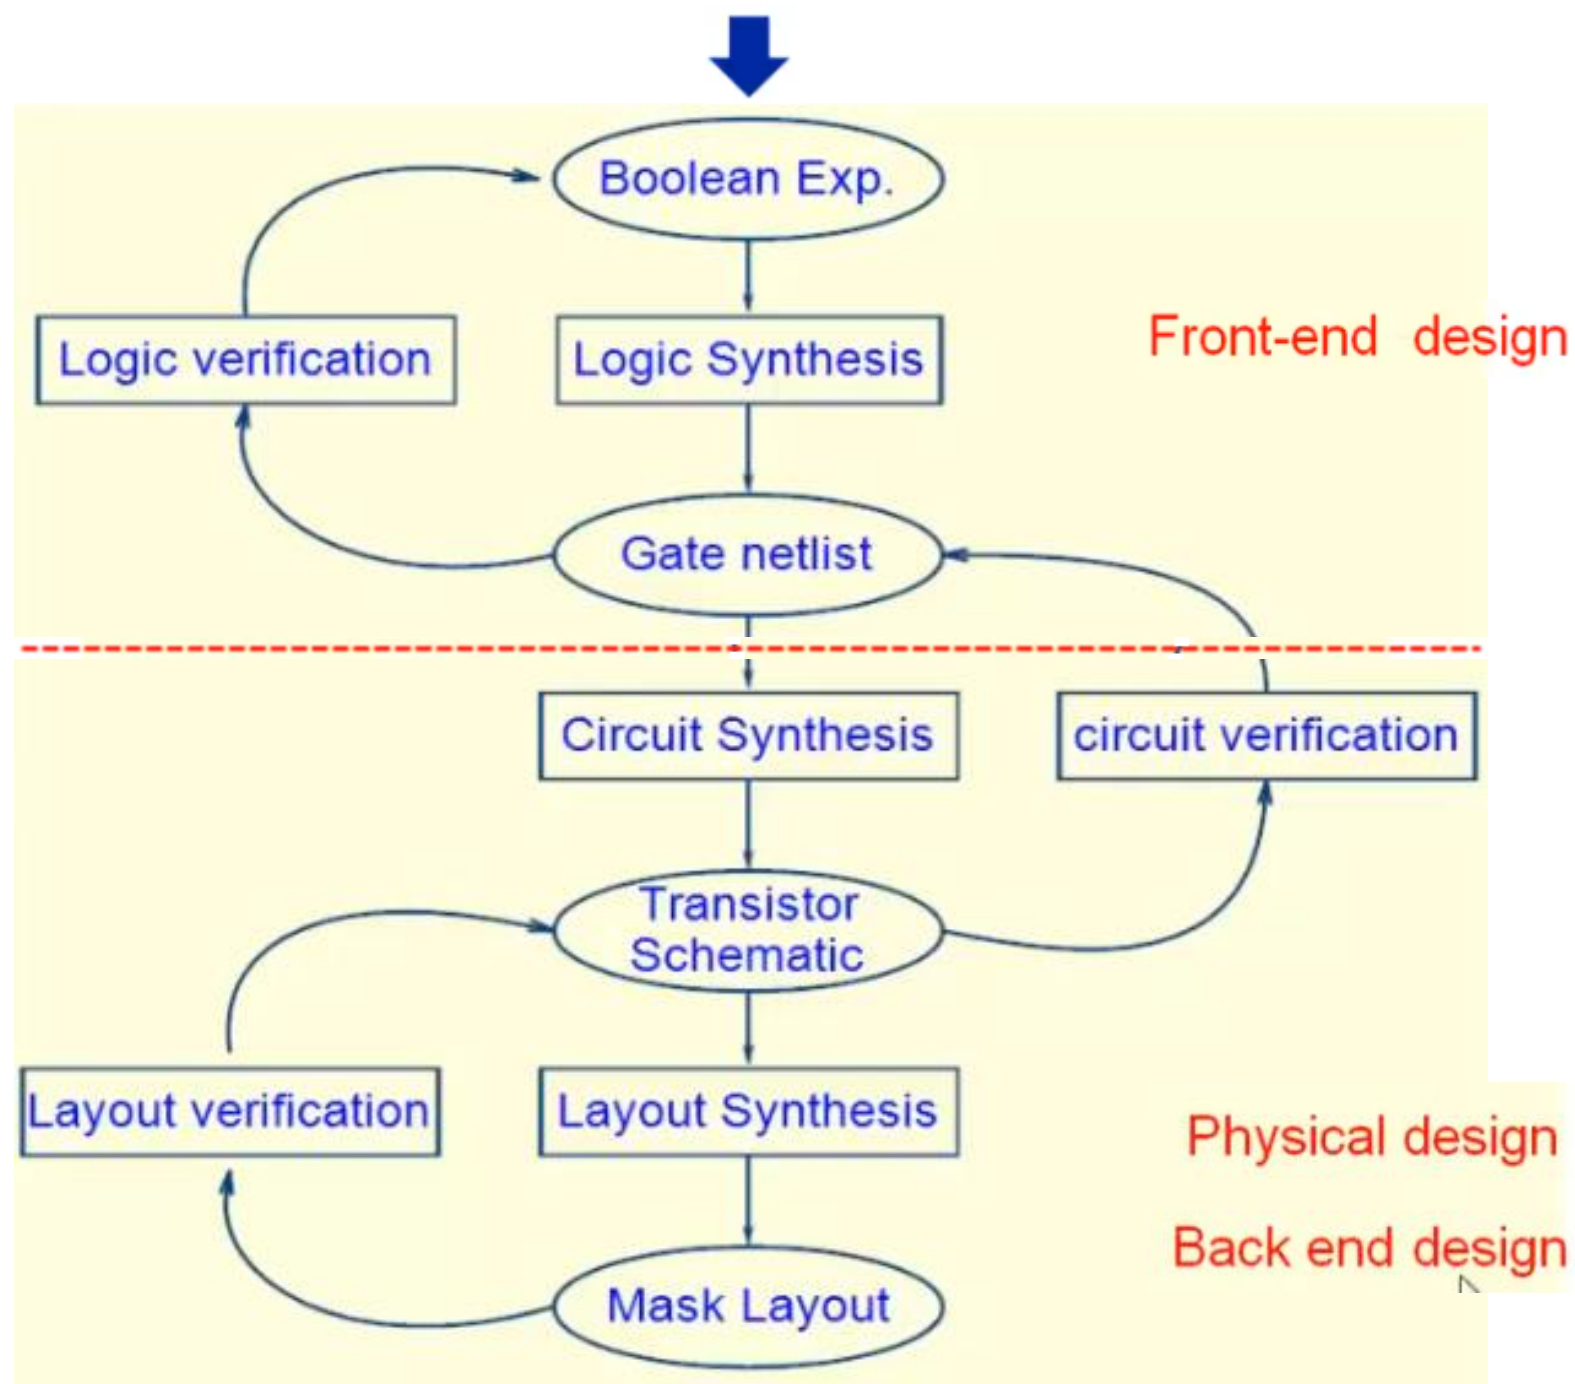 Boolean Exp.
Logic verification
Logic Synthesis
Front-end design
Gate netlist
Circuit Synthesis
circuit verification
Transistor
Schematic
Layout verification
Layout Synthesis
Physical design
Back end design
Mask Layout